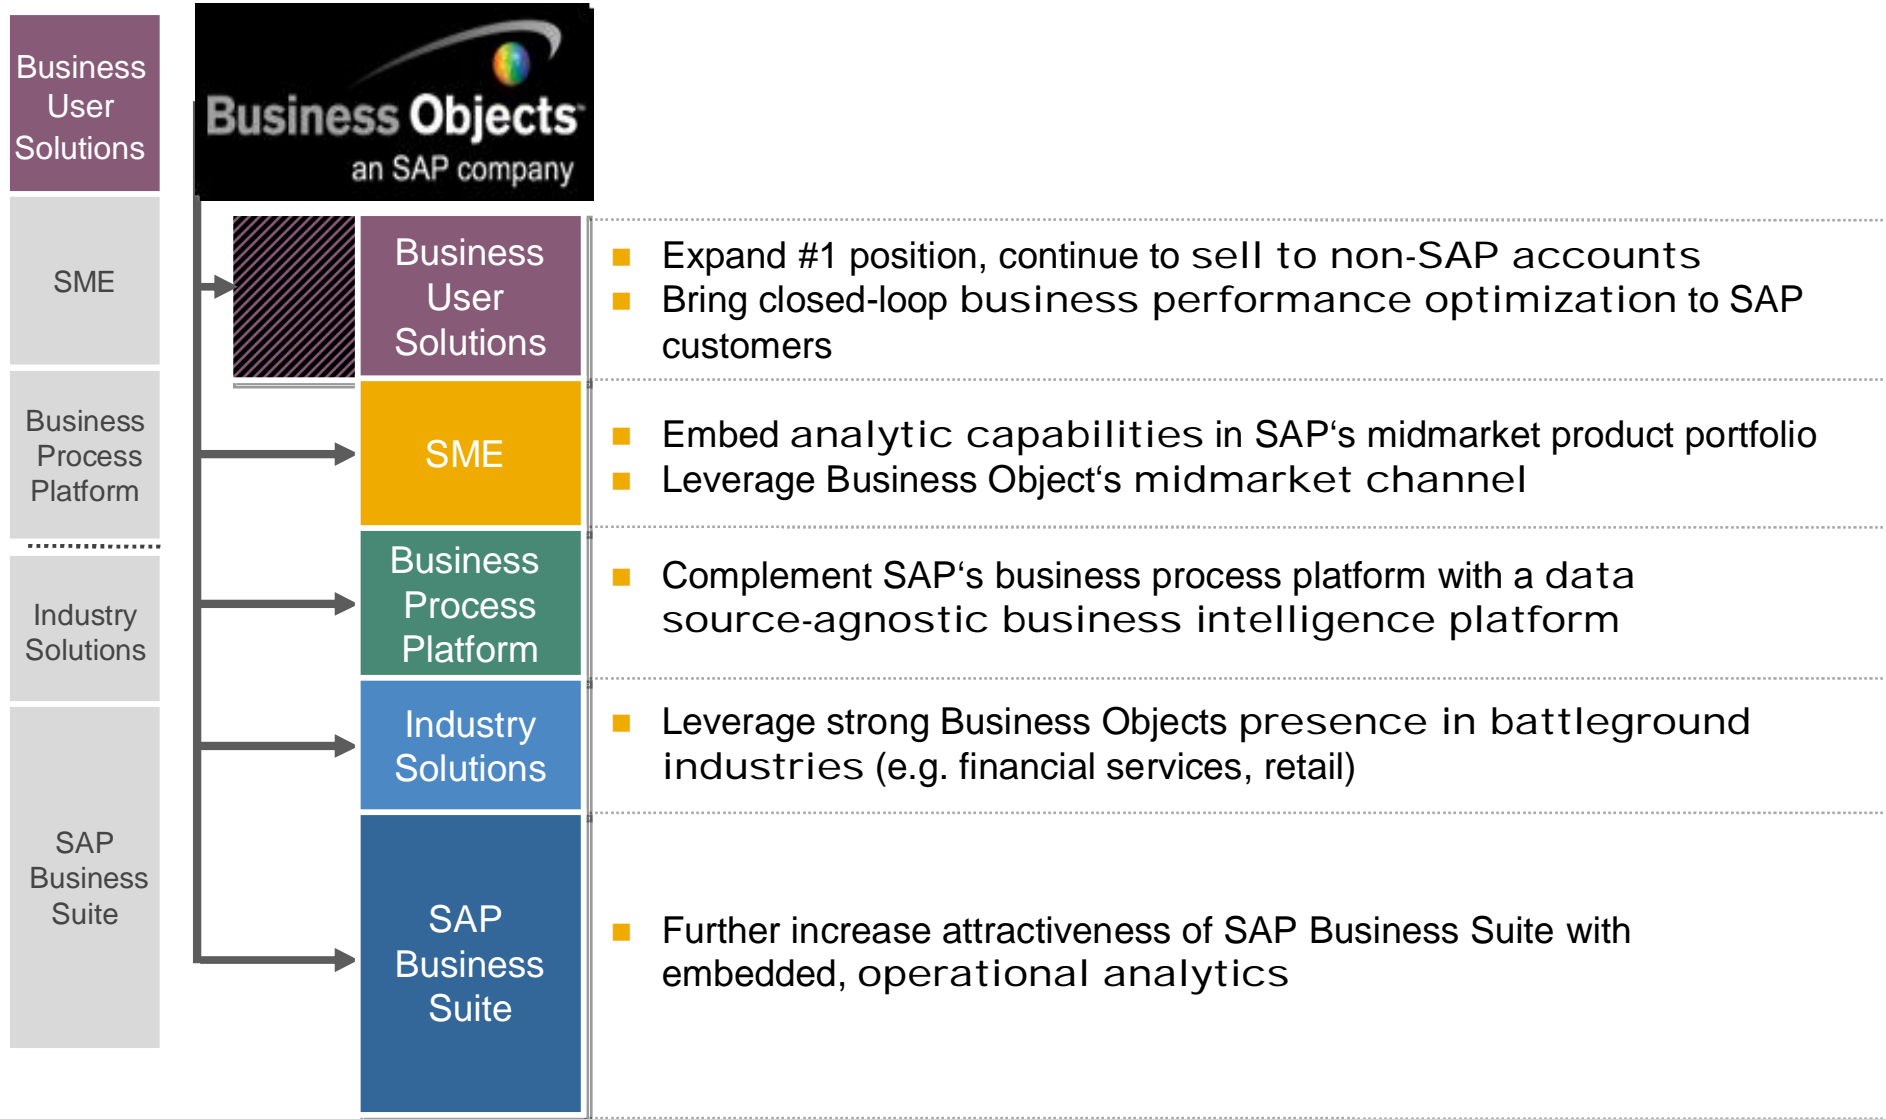 Business
User
Solutions
SME
Business
Process
Platform
Industry
Solutions
SAP
Business
Suite
Business Objects™
an SAP company
Business
User
Solutions
Expand #1 position, continue to sell to non-SAP accounts
Bring closed-loop business performance optimization to SAP
customers
SME
Embed analytic capabilities in SAP‘s midmarket product portfolio
Leverage Business Object‘s midmarket channel
Business
Process
Platform
Complement SAP‘s business process platform with a data
source-agnostic business intelligence platform
Industry
Solutions
Leverage strong Business Objects presence in battleground
industries (e.g. financial services, retail)
SAP
Business
Suite
Further increase attractiveness of SAP Business Suite with
embedded, operational analytics